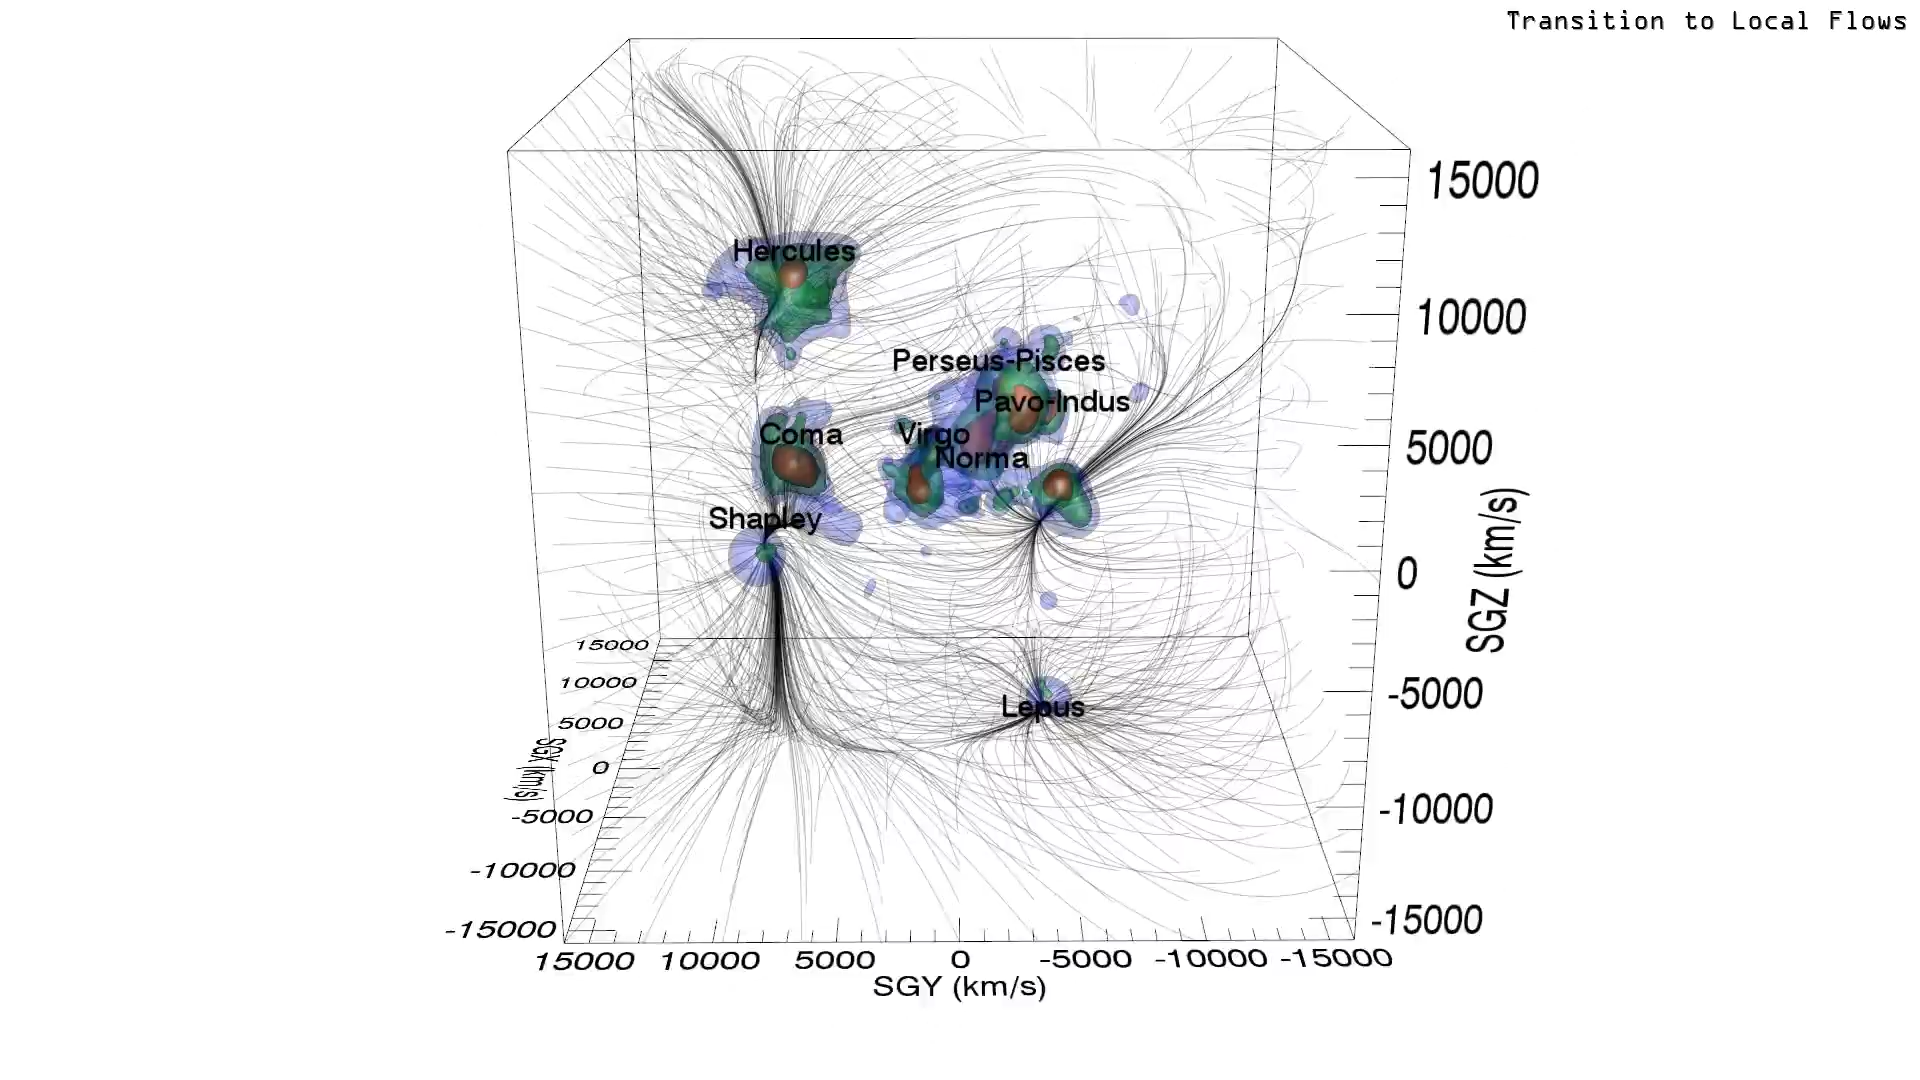 Transition to Local Flows
Hercules
Perseus-Pisces
Pavo-Indus
Coma
Virgo
Norma
Shapley
Lepus
15000
10000
5000
0
-5000
-10000
-15000
SGZ (km/s)
15000
10000
5000
0
-5000
-10000
-15000
SGX (km/s)
15000 10000 5000 0 -5000 -10000 -15000
SGY (km/s)